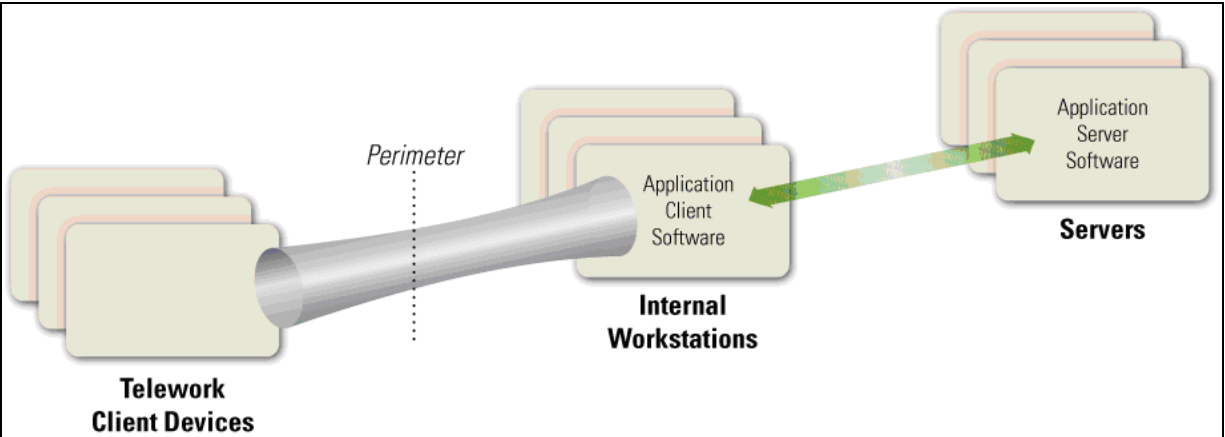 Perimeter
Telework
Client Devices
Application
Client
Software
Internal
Workstations
Application
Server
Software
Servers